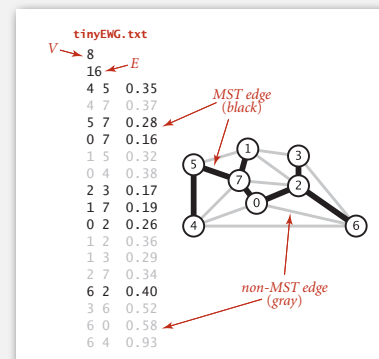 tinyEWG.txt
V
8
16
E
4 5 0.35
4 7 0.37
5 7 0.28
0 7 0.16
1 5 0.32
0 4 0.38
2 3 0.17
1 7 0.19
0 2 0.26
1 2 0.36
1 3 0.29
2 7 0.34
6 2 0.40
3 6 0.52
6 0 0.58
6 4 0.93
MST edge
(black)
1
3
5
7
2
0
4
6
non-MST edge
(gray)